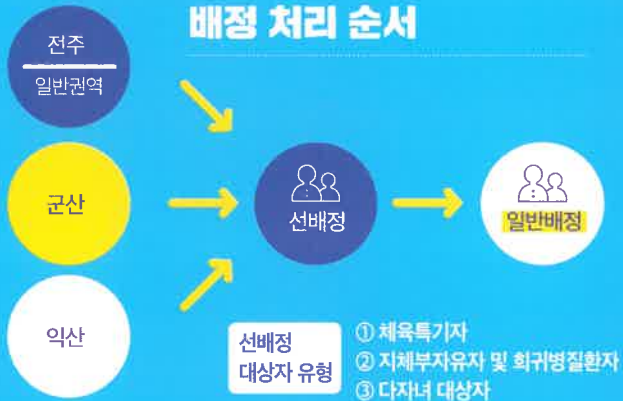 배정 처리 순서
전주
일반권역
군산
익산
선배정
일반배정
선배정
대상자 유형
① 체육특기자
② 지체부자유자 및 희귀병질환자
③ 다자녀 대상자